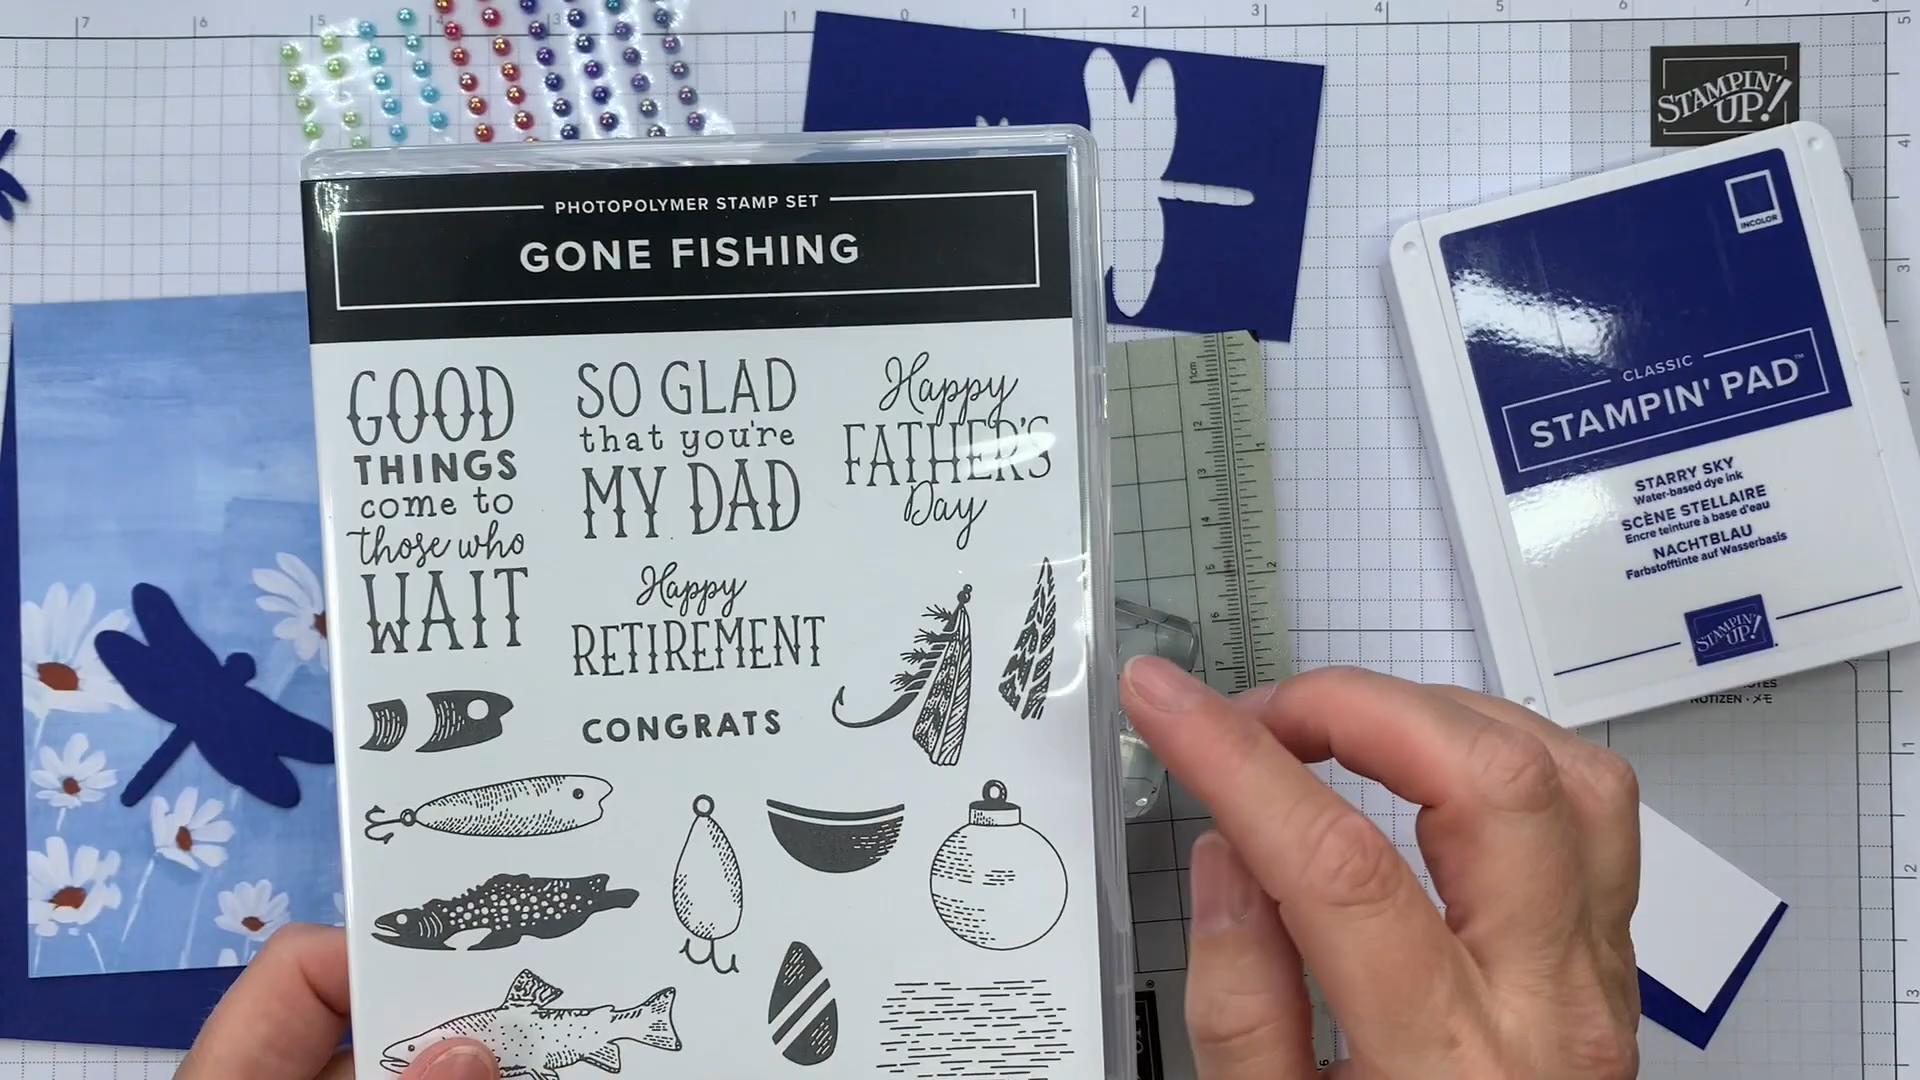 PHOTOPOLYMER STAMP SET
GONE FISHING
GOOD
THINGS
come to
those who
WAIT
SO GLAD
that you're
MY DAD
Happy
FATHER'S
Day
Happy
RETIREMENT
CONGRATS
STAMPIN' UP!
INCOLOR
CLASSIC
STAMPIN' PAD™
STARRY SKY
Water-based dye ink
SCÈNE STELLAIRE
Encre teinture à base d'eau
NACHTBLAU
Farbstofftinte auf Wasserbasis
STAMPIN' UP!
NOTIZEN • メモ